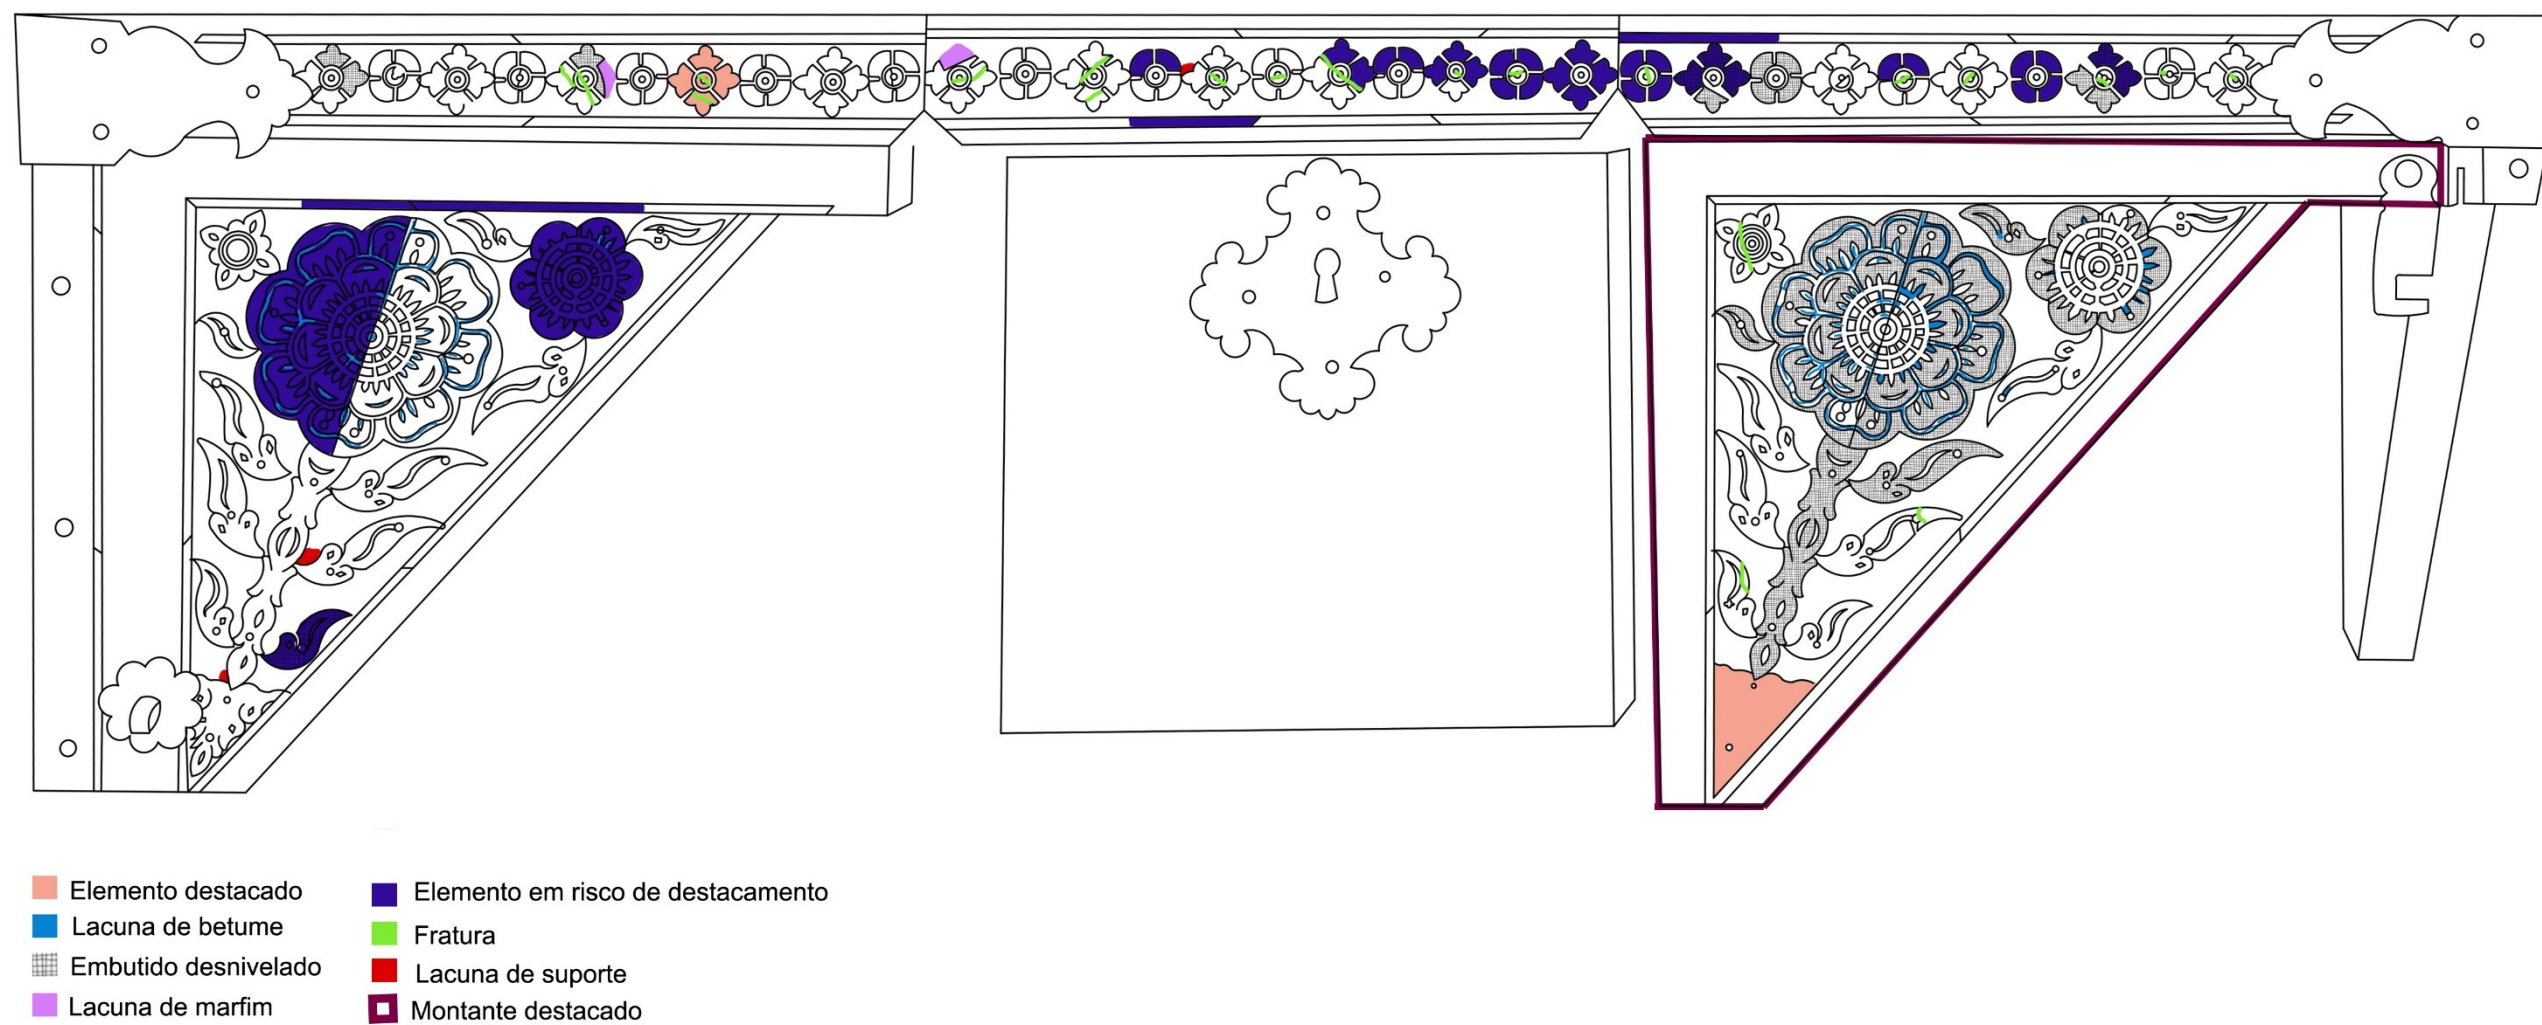 Elemento destacado
Lacuna de betume
Embutido desnivelado
Lacuna de marfim
Elemento em risco de destacamento
Fratura
Lacuna de suporte
Montante destacado